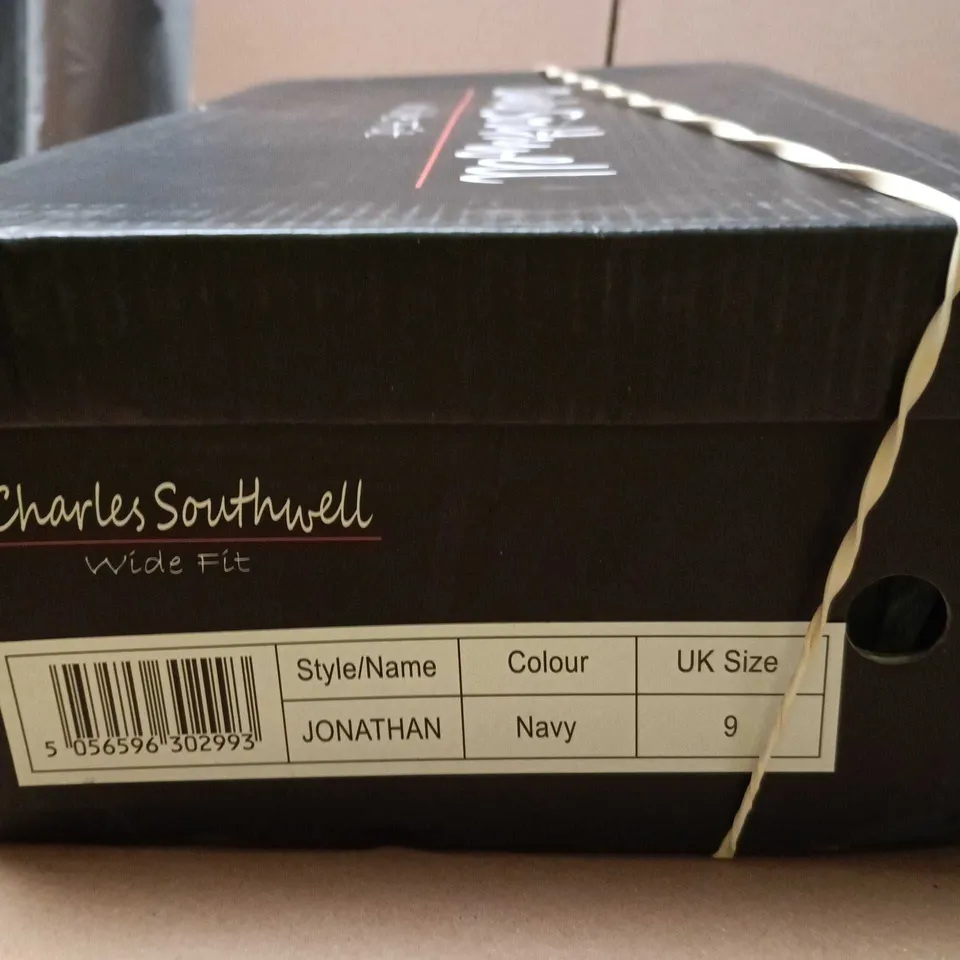 Charles Southwell
Wide Fit
Style/Name Colour UK Size
JONATHAN Navy 9
5 056596 302993